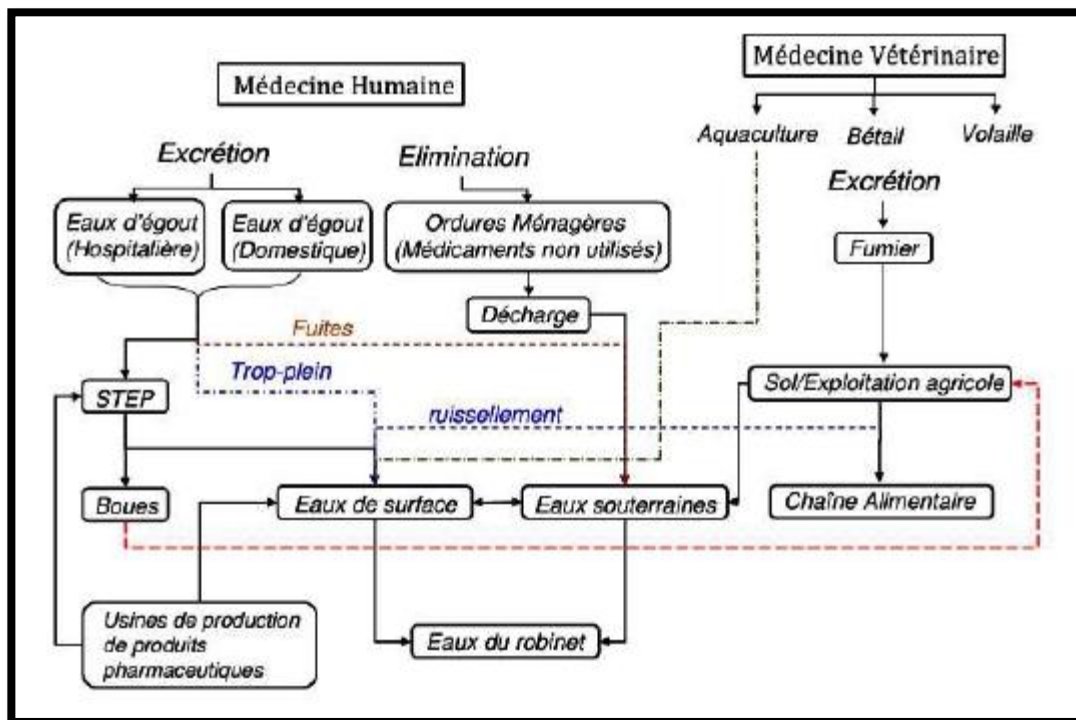 Médecine Vétérinaire
Médecine Humaine
Aquaculture Bétail Volaille
Excrétion
Elimination
Excrétion
Eaux d'égout
(Hospitalière)
Eaux d'égout
(Domestique)
Ordures Ménagères
(Médicaments non utilisés)
Fumier
Décharge
Fuites
Trop-plein
STEP
Sol/Exploitation agricole
ruissellement
Boues
Eaux de surface
Eaux souterraines
Chaîne Alimentaire
Usines de production
de produits
pharmaceutiques
Eaux du robinet